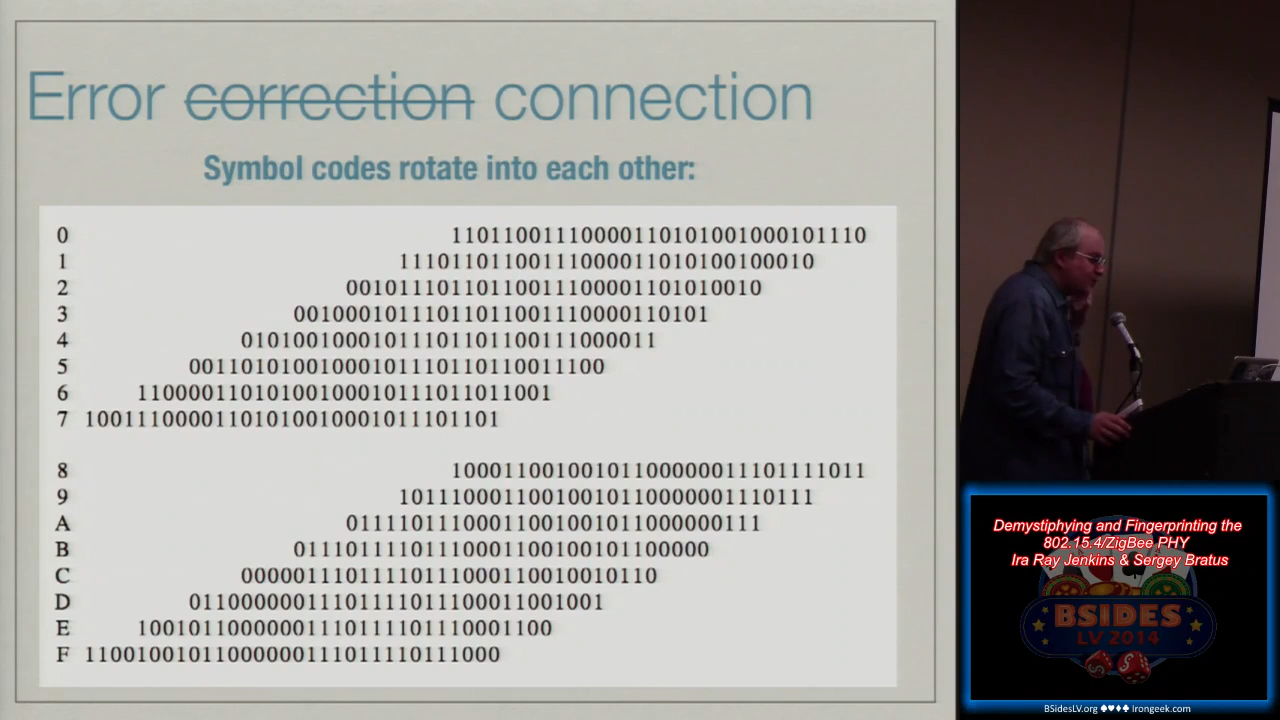 Error correction connection
Symbol codes rotate into each other:
0 11011001110000110101001000101110
1 11101101100111000011010100100010
2 00101110110110011100001101010010
3 00100010111011011001110000110101
4 01010010001011101101100111000011
5 00110101001000101110110110011100
6 11000011010100100010111011011001
7 10011100001101010010001011101101
8 10001100100101100000011101111011
9 10111000110010010110000001110111
A 01111011100011001001011000000111
B 01110111101110001100100101100000
C 00000111011110111000110010010110
D 01100000011101111011100011001001
E 10010110000001110111101110001100
F 11001001011000000111011110111000
Demystiphying and Fingerprinting the
802.15.4/ZigBee PHY
Ira Ray Jenkins & Sergey Bratus
BSIDES
LV 2014
BSidesLV.org ♠♥♦♣ Irongeek.com